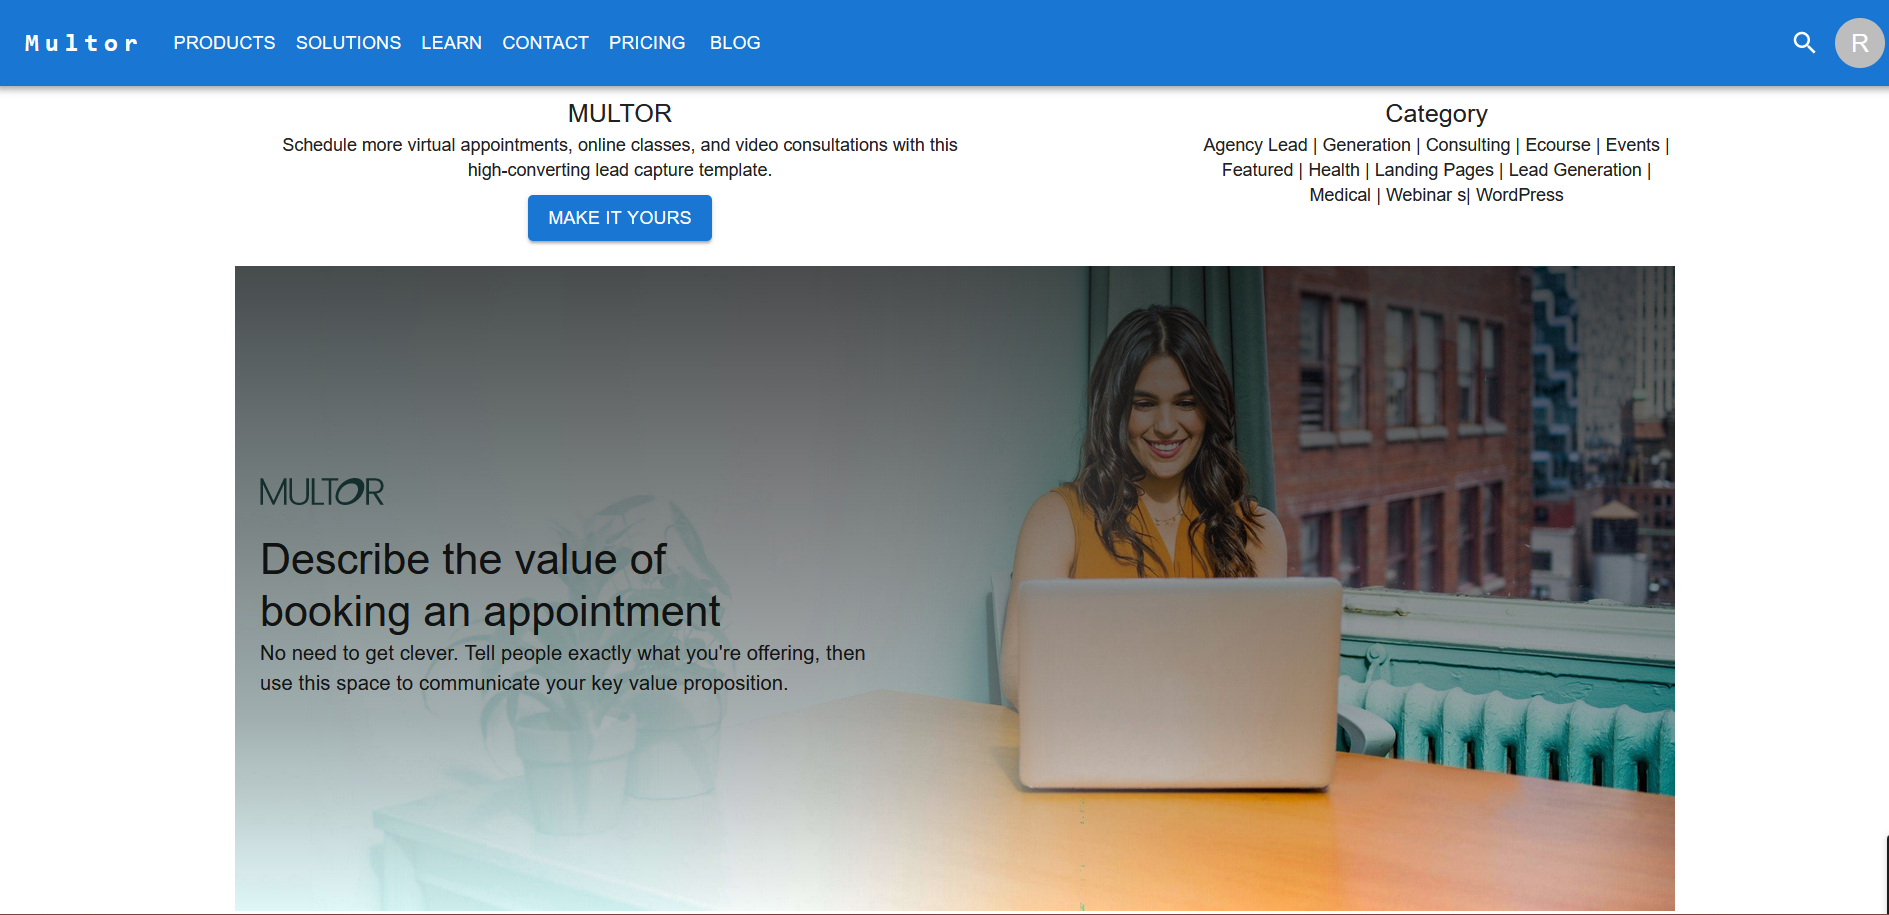 Multor
PRODUCTS SOLUTIONS LEARN CONTACT PRICING BLOG
R
MULTOR
Schedule more virtual appointments, online classes, and video consultations with this
high-converting lead capture template.
MAKE IT YOURS
Category
Agency Lead | Generation | Consulting | Ecourse | Events |
Featured | Health | Landing Pages | Lead Generation |
Medical | Webinar s| WordPress
MULTOR
Describe the value of
booking an appointment
No need to get clever. Tell people exactly what you're offering, then
use this space to communicate your key value proposition.